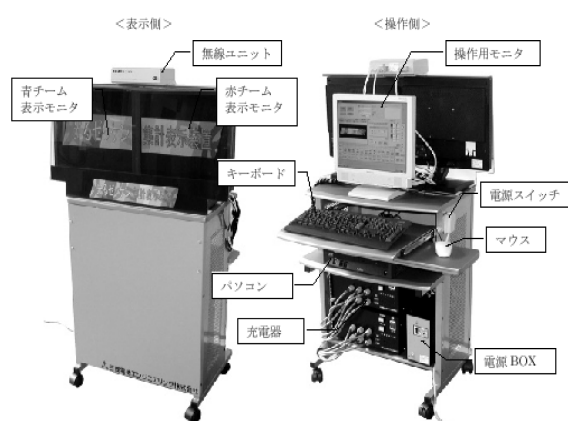 ＜表示側＞
無線ユニット
青チーム
表示モニタ
赤チーム
表示モニタ
＜操作側＞
操作用モニタ
キーボード
電源スイッチ
マウス
パソコン
充電器
電源 BOX